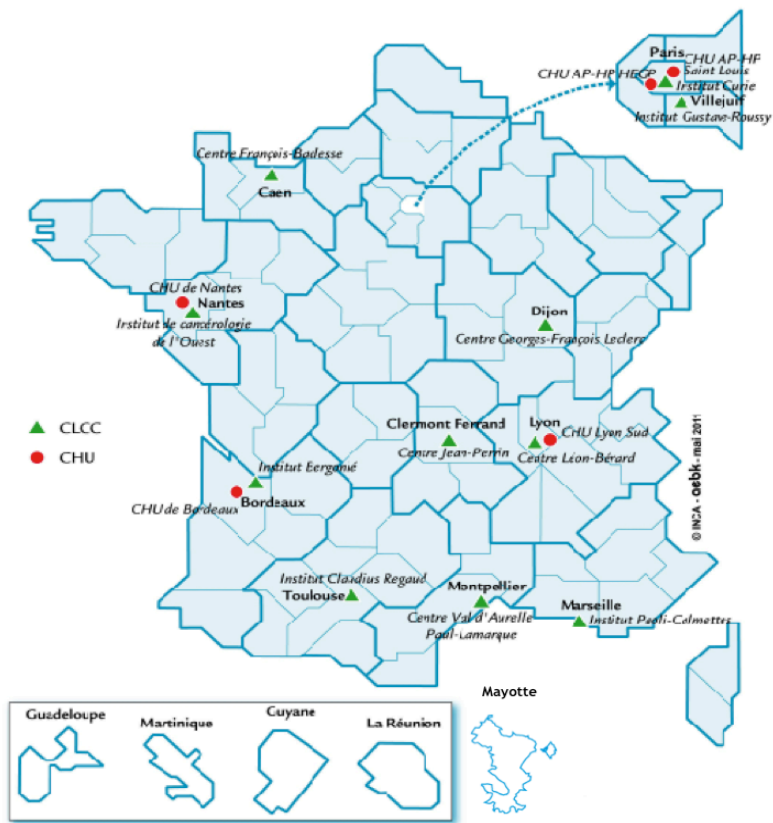 Paris
CHU AP-HP
Saint Louis
CHU AP-HP HEGP
Institut Curie
Villejuif
Institut Gustave-Roussy
Centre François-Badesse
Caen
CHU de Nantes
Nantes
Institut de cancérologie
de l'Ouest
Dijon
Centre Georges-François Leclerc
CLCC
CHU
Clermont Ferrand
Centre Jean-Perrin
Lyon
CHU Lyon Sud
Centre Léon-Bérard
© INCA - aebk - mai 2011
Institut Bergonié
Bordeaux
CHU de Bordeaux
Institut Claudius Regaud
Toulouse
Montpellier
Centre Val d'Aurelle
Paul-Lamarque
Marseille
Institut Paoli-Calmettes
Guadeloupe
Martinique
Guyane
La Réunion
Mayotte